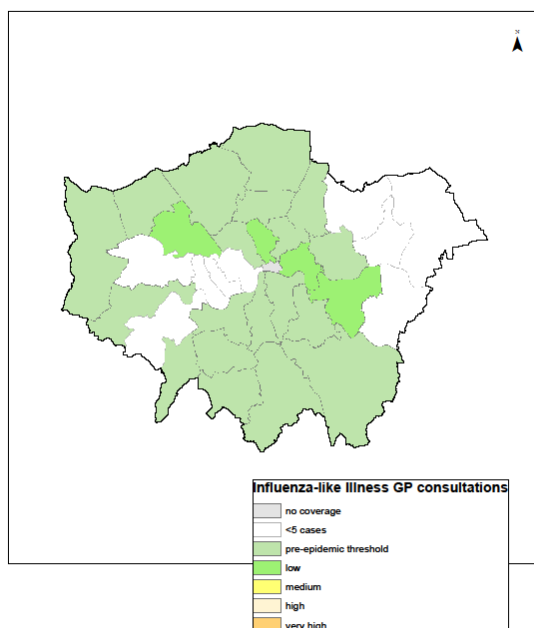 N
Influenza-like Illness GP consultations
no coverage
<5 cases
pre-epidemic threshold
low
medium
high
very high